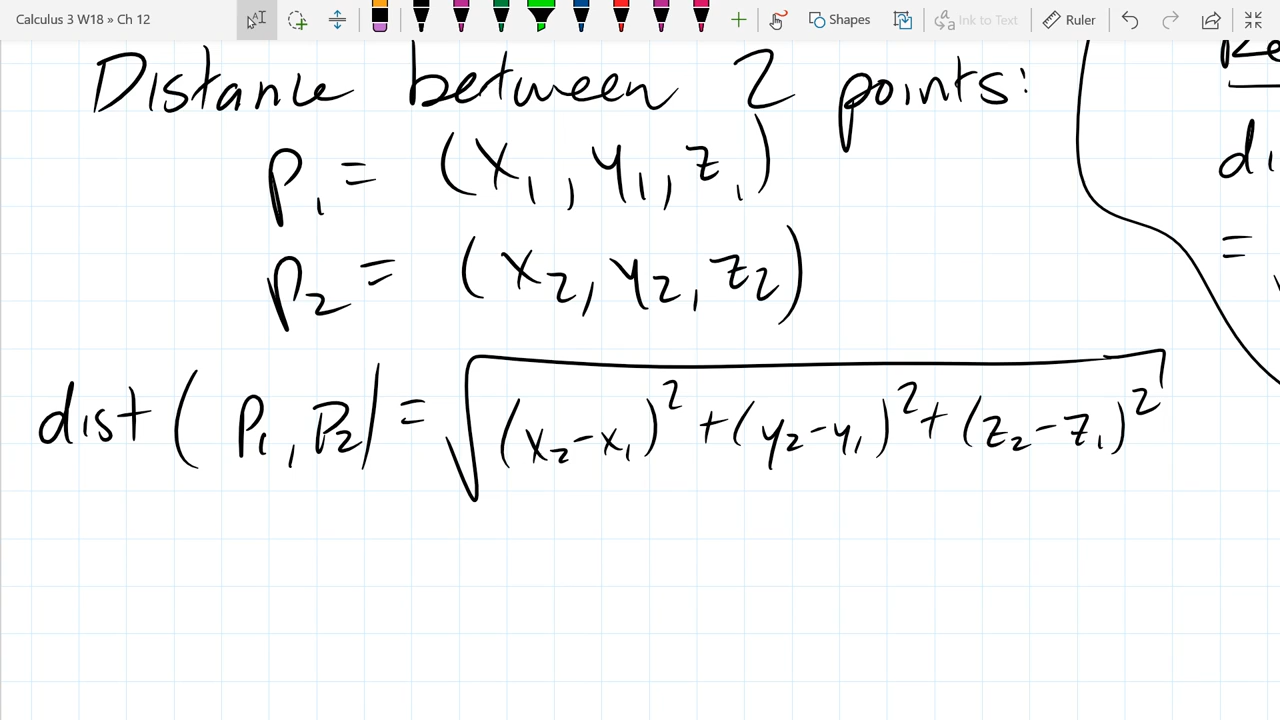 Calculus 3 W18 » Ch 12
Shapes
Ink to Text
Ruler
Distance between 2 points:
P₁ = (x₁, y₁, z₁)
P₂ = (x₂, y₂, z₂)
dist (P₁, P₂) = √((x₂-x₁)² + (y₂-y₁)² + (z₂-z₁)²)
di
=